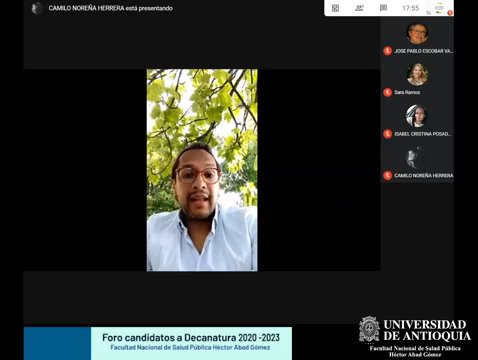 CAMILO NOREÑA HERRERA está presentando
17:55
JOSE PABLO ESCOBAR VA...
Sara Ramos
ISABEL CRISTINA POSAD...
CAMILO NOREÑA HERRERA
UNIVERSIDAD
DE ANTIOQUIA
Facultad Nacional de Salud Pública
Héctor Abad Gómez
Foro candidatos a Decanatura 2020-2023
Facultad Nacional de Salud Pública Héctor Abad Gómez